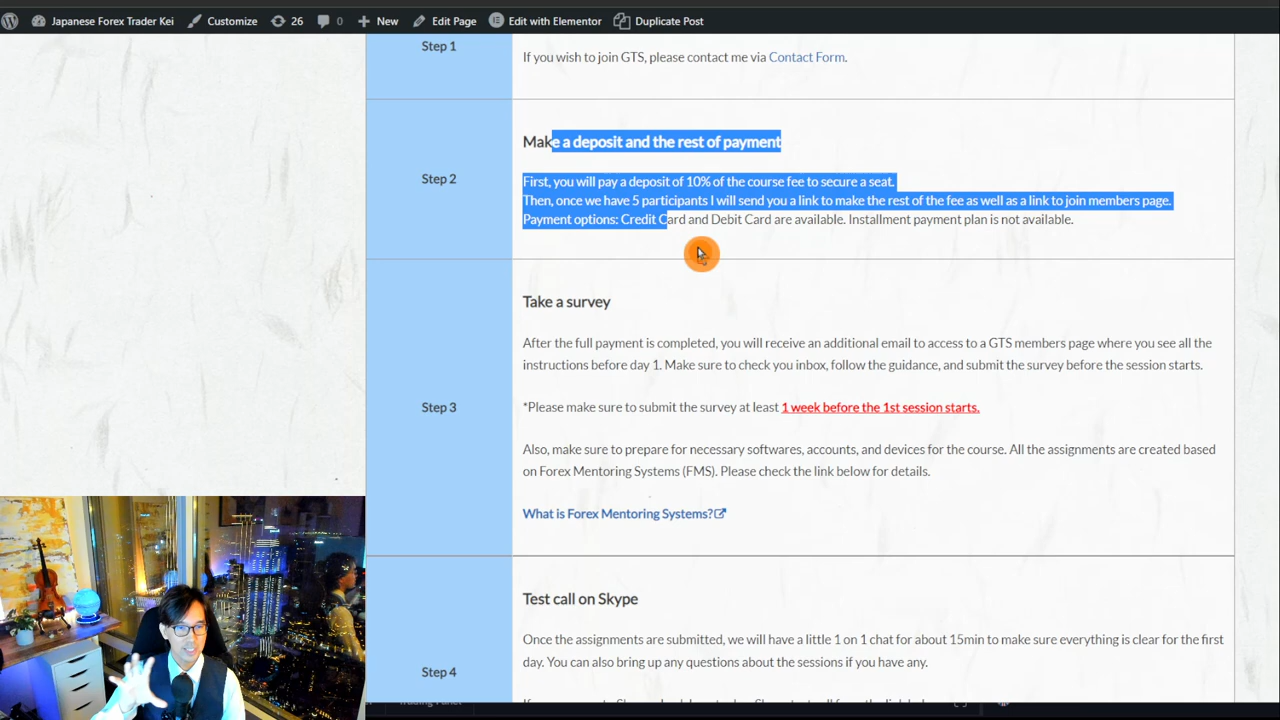 Japanese Forex Trader Kei
Customize
26
0
New
Edit Page
Edit with Elementor
Duplicate Post
Step 1
If you wish to join GTS, please contact me via Contact Form.
Step 2
Make a deposit and the rest of payment
First, you will pay a deposit of 10% of the course fee to secure a seat.
Then, once we have 5 participants I will send you a link to make the rest of the fee as well as a link to join members page.
Payment options: Credit Card and Debit Card are available. Installment payment plan is not available.
Step 3
Take a survey
After the full payment is completed, you will receive an additional email to access to a GTS members page where you see all the
instructions before day 1. Make sure to check you inbox, follow the guidance, and submit the survey before the session starts.
*Please make sure to submit the survey at least 1 week before the 1st session starts.
Also, make sure to prepare for necessary softwares, accounts, and devices for the course. All the assignments are created based
on Forex Mentoring Systems (FMS). Please check the link below for details.
What is Forex Mentoring Systems?
Step 4
Test call on Skype
Once the assignments are submitted, we will have a little 1 on 1 chat for about 15min to make sure everything is clear for the first
day. You can also bring up any questions about the sessions if you have any.